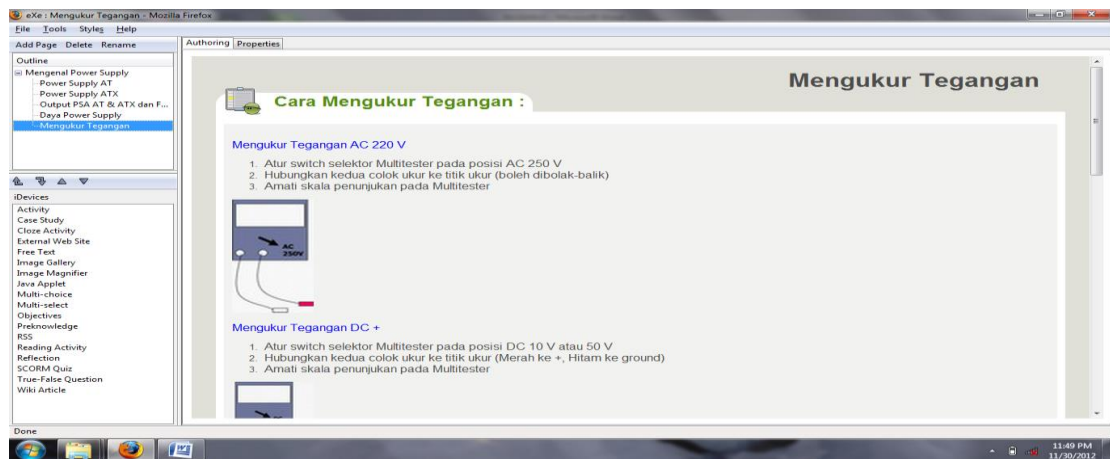 eXe : Mengukur Tegangan - Mozilla Firefox
File Tools Styles Help
Add Page Delete Rename
Outline
Mengenal Power Supply
Power Supply AT
Power Supply ATX
Output PSA AT & ATX dan F...
Daya Power Supply
Mengukur Tegangan
iDevices
Activity
Case Study
Cloze Activity
External Web Site
Free Text
Image Gallery
Image Magnifier
Java Applet
Multi-choice
Multi-select
Objectives
Preknowledge
RSS
Reading Activity
Reflection
SCORM Quiz
True-False Question
Wiki Article
Authoring Properties
Mengukur Tegangan
Cara Mengukur Tegangan :
Mengukur Tegangan AC 220 V
1. Atur switch selektor Multitester pada posisi AC 250 V
2. Hubungkan kedua colok ukur ke titik ukur (boleh dibolak-balik)
3. Amati skala penunjukan pada Multitester
AC
250V
Mengukur Tegangan DC +
1. Atur switch selektor Multitester pada posisi DC 10 V atau 50 V
2. Hubungkan kedua colok ukur ke titik ukur (Merah ke +, Hitam ke ground)
3. Amati skala penunjukan pada Multitester
Done
11:49 PM
11/30/2012